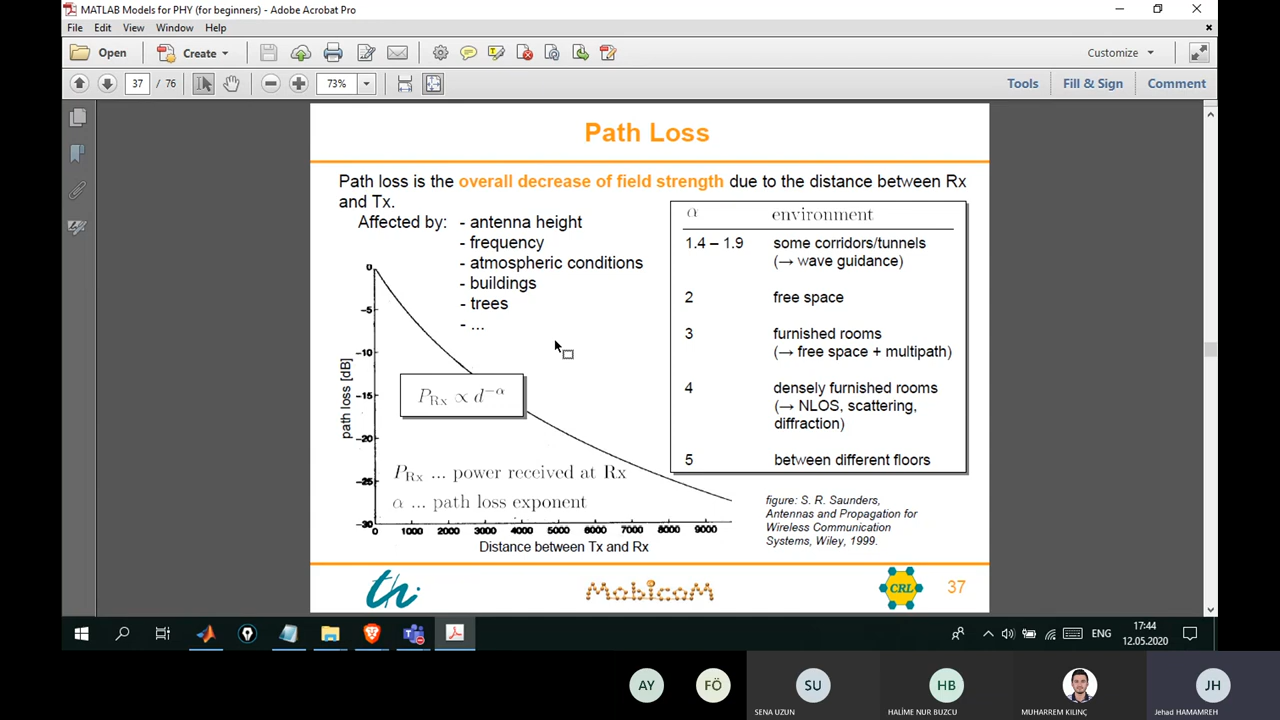 MATLAB Models for PHY (for beginners) - Adobe Acrobat Pro
File Edit View Window Help
Open Create Customize
37 / 76 73% Tools Fill & Sign Comment
Path Loss
Path loss is the overall decrease of field strength due to the distance between Rx
and Tx.
Affected by: - antenna height
- frequency
- atmospheric conditions
- buildings
- trees
- ...
α environment
1.4 – 1.9 some corridors/tunnels
(→ wave guidance)
2 free space
3 furnished rooms
(→ free space + multipath)
4 densely furnished rooms
(→ NLOS, scattering,
diffraction)
5 between different floors
path loss [dB]
0
-5
-10
-15
-20
-25
-30
P_Rx ∝ d^−α
P_Rx ... power received at Rx
α ... path loss exponent
0 1000 2000 3000 4000 5000 6000 7000 8000 9000
Distance between Tx and Rx
figure: S. R. Saunders,
Antennas and Propagation for
Wireless Communication
Systems, Wiley, 1999.
th MobicoM CRL 37
ENG 17:44
12.05.2020
AY FÖ SU HB JH
SENA UZUN HALİME NUR BUZCU MUHARREM KILINÇ Jehad HAMAMREH